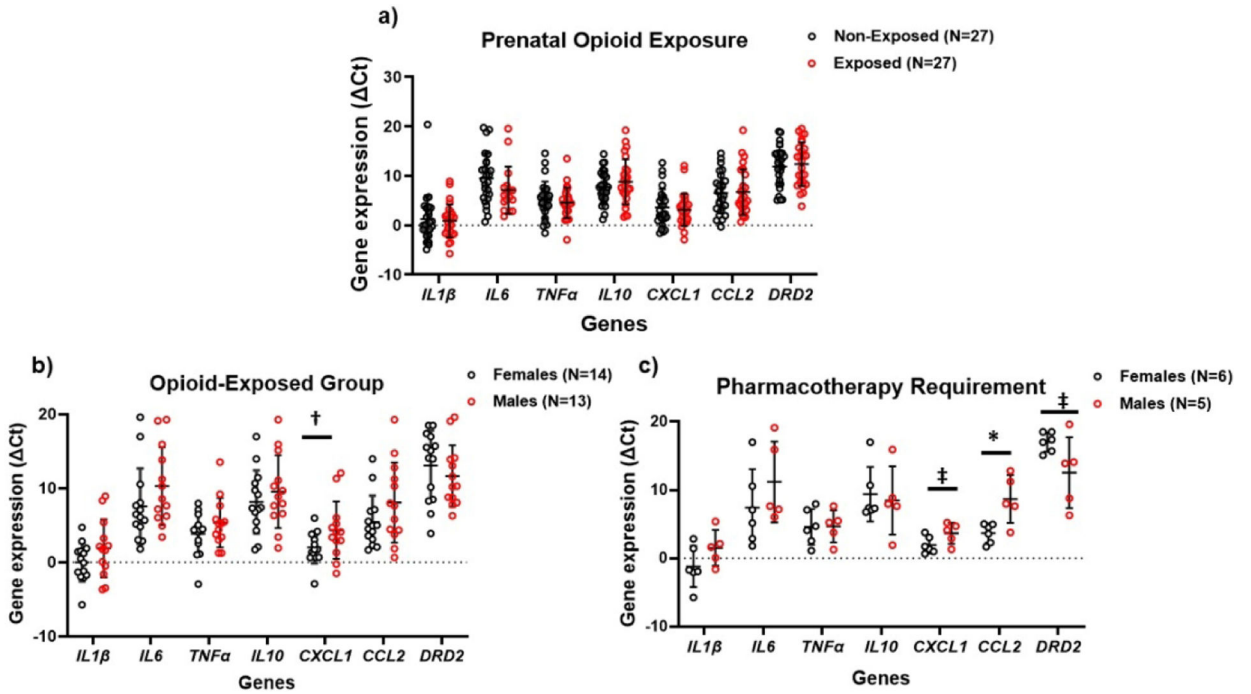 a)
Prenatal Opioid Exposure
Non-Exposed (N=27)
Exposed (N=27)
Gene expression (ΔCt)
30
20
10
0
-10
IL1β IL6 TNFα IL10 CXCL1 CCL2 DRD2
Genes
b)
Opioid-Exposed Group
Females (N=14)
Males (N=13)
Gene expression (ΔCt)
20
10
0
-10
†
IL1β IL6 TNFα IL10 CXCL1 CCL2 DRD2
Genes
c)
Pharmacotherapy Requirement
Females (N=6)
Males (N=5)
Gene expression (ΔCt)
20
10
0
-10
‡ * ‡
IL1β IL6 TNFα IL10 CXCL1 CCL2 DRD2
Genes